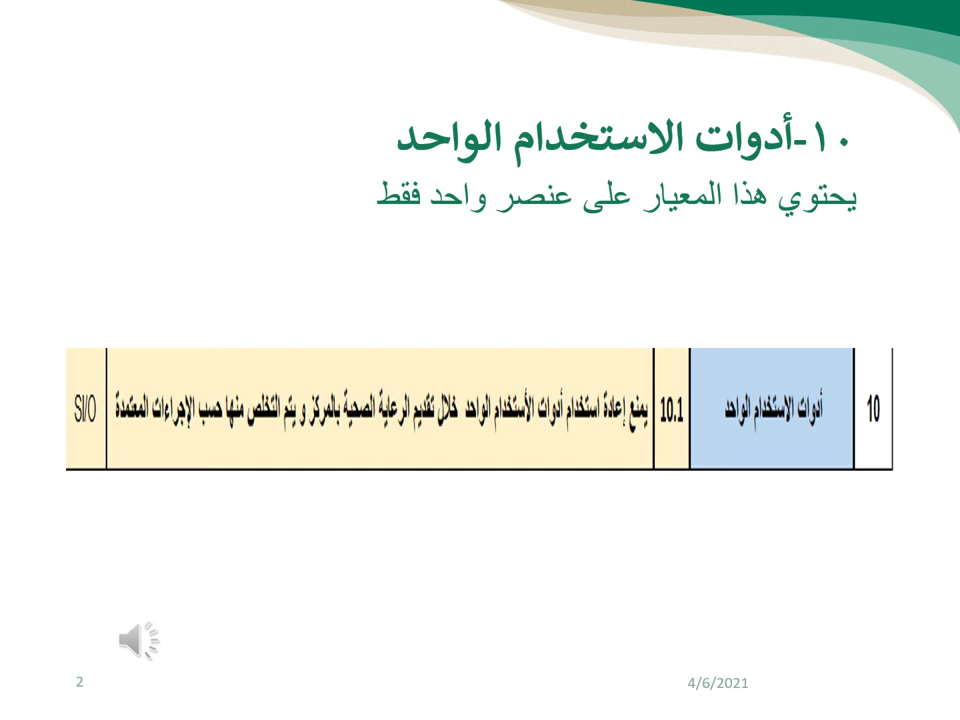 ١٠-أدوات الاستخدام الواحد
يحتوي هذا المعيار على عنصر واحد فقط
10 أدوات الاستخدام الواحد 10.1 يمنع إعادة استخدام أدوات الأستخدام الواحد خلال تقديم الرعاية الصحية بالمركز و يتم التخلص منها حسب الإجراءات المعتمدة SI/O
2 4/6/2021